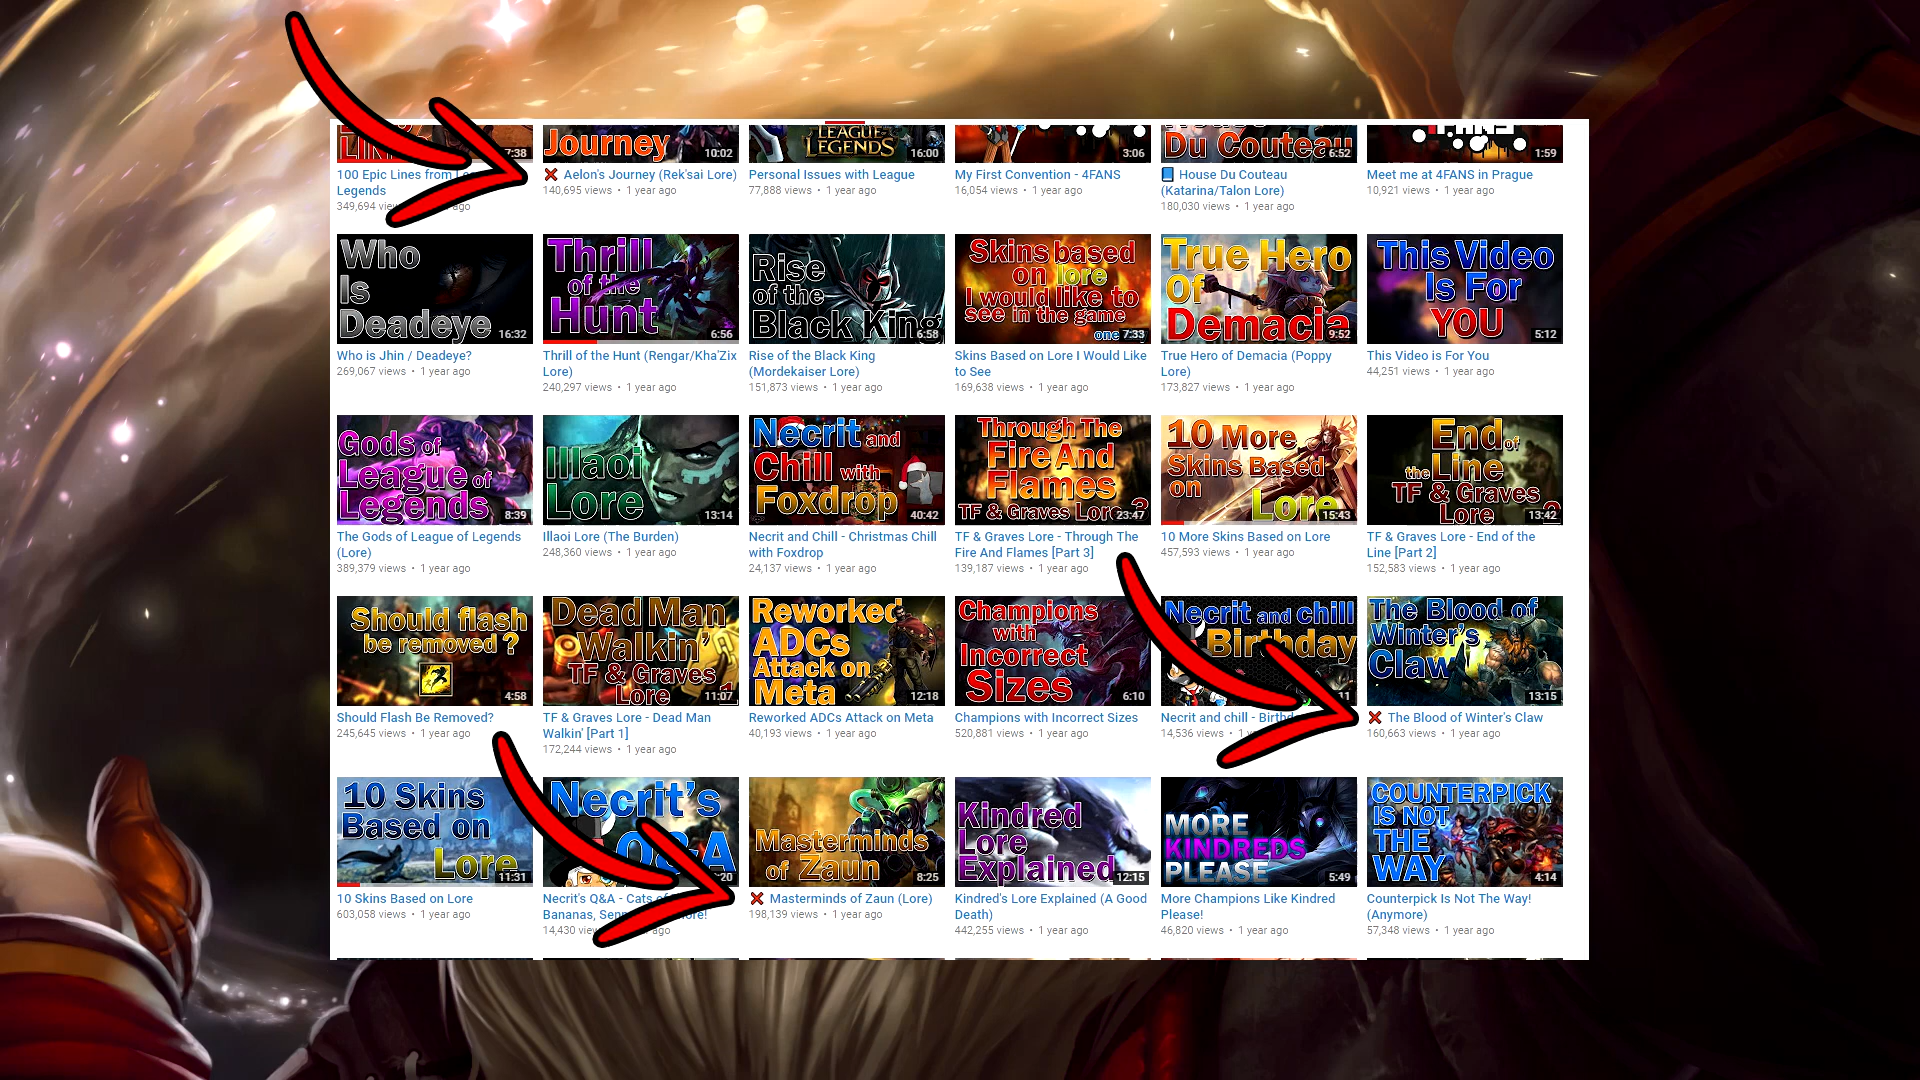 LINES
7:38
Journey
10:02
LEAGUE
LEGENDS
16:00
3:06
Du Couteau
6:52
1:59
100 Epic Lines from
Legends
349,694 ago
❌ Aelon's Journey (Rek'sai Lore)
140,695 views • 1 year ago
Personal Issues with League
77,888 views • 1 year ago
My First Convention - 4FANS
16,054 views • 1 year ago
📘 House Du Couteau
(Katarina/Talon Lore)
180,030 views • 1 year ago
Meet me at 4FANS in Prague
10,921 views • 1 year ago
Who
Is
Deadeye
16:32
Thrill
of the
Hunt
6:56
Rise
of the
Black King
6:58
Skins based
on lore
I would like to
see in the game
one
7:33
True Hero
Of
Demacia
9:52
This Video
Is For
YOU
5:12
Who is Jhin / Deadeye?
269,067 views • 1 year ago
Thrill of the Hunt (Rengar/Kha'Zix
Lore)
240,297 views • 1 year ago
Rise of the Black King
(Mordekaiser Lore)
151,873 views • 1 year ago
Skins Based on Lore I Would Like
to See
169,638 views • 1 year ago
True Hero of Demacia (Poppy
Lore)
173,827 views • 1 year ago
This Video is For You
44,251 views • 1 year ago
Gods of
League of
Legends
8:39
Illaoi
Lore
13:14
Necrit and
Chill with
Foxdrop
40:42
Through The
Fire And
Flames
TF & Graves Lore 3
23:47
10 More
Skins Based
on
Lore
15:43
End of
the Line
TF & Graves
Lore 2
13:42
The Gods of League of Legends
(Lore)
389,379 views • 1 year ago
Illaoi Lore (The Burden)
248,360 views • 1 year ago
Necrit and Chill - Christmas Chill
with Foxdrop
24,137 views • 1 year ago
TF & Graves Lore - Through The
Fire And Flames [Part 3]
139,187 views • 1 year ago
10 More Skins Based on Lore
457,593 views • 1 year ago
TF & Graves Lore - End of the
Line [Part 2]
152,583 views • 1 year ago
Should flash
be removed?
4:58
Dead Man
Walkin'
TF & Graves
Lore 1
11:07
Reworked
ADCs
Attack on
Meta
12:18
Champions
with
Incorrect
Sizes
6:10
Necrit and chill
Birthday
11
The Blood of
Winter's
Claw
13:15
Should Flash Be Removed?
245,645 views • 1 year ago
TF & Graves Lore - Dead Man
Walkin' [Part 1]
172,244 views • 1 year ago
Reworked ADCs Attack on Meta
40,193 views • 1 year ago
Champions with Incorrect Sizes
520,881 views • 1 year ago
Necrit and chill -
14,536 views • 1
❌ The Blood of Winter's Claw
160,663 views • 1 year ago
10 Skins
Based on
Lore
11:31
Necrit's
Q&A
20
Masterminds
of Zaun
8:25
Kindred
Lore
Explained
12:15
MORE
KINDREDS
PLEASE
5:49
COUNTERPICK
IS NOT
THE
WAY
4:14
10 Skins Based on Lore
603,058 views • 1 year ago
Necrit's Q&A - Cats
Bananas,
14,430 ago
❌ Masterminds of Zaun (Lore)
198,139 views • 1 year ago
Kindred's Lore Explained (A Good
Death)
442,255 views • 1 year ago
More Champions Like Kindred
Please!
46,820 views • 1 year ago
Counterpick Is Not The Way!
(Anymore)
57,348 views • 1 year ago